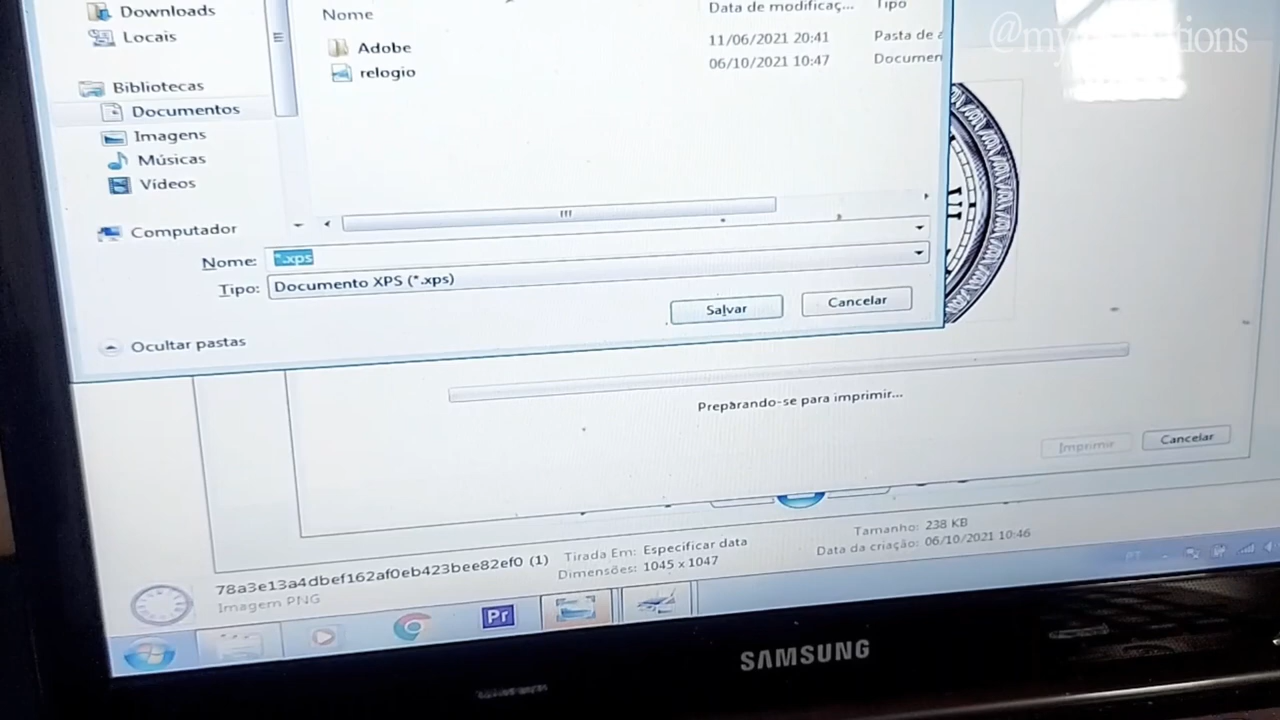 Downloads
Locais
Bibliotecas
Documentos
Imagens
Músicas
Vídeos
Computador
Nome
Data de modificaç...
Tipo
Adobe
11/06/2021 20:41
Pasta de a
relogio
06/10/2021 10:47
Documen
Nome: *.xps
Tipo: Documento XPS (*.xps)
Salvar
Cancelar
Ocultar pastas
Preparando-se para imprimir...
Imprimir
Cancelar
78a3e13a4dbef162af0eb423bee82ef0 (1)
Imagem PNG
Tirada Em: Especificar data
Dimensões: 1045 x 1047
Tamanho: 238 KB
Data da criação: 06/10/2021 10:46
Pr
PT
SAMSUNG